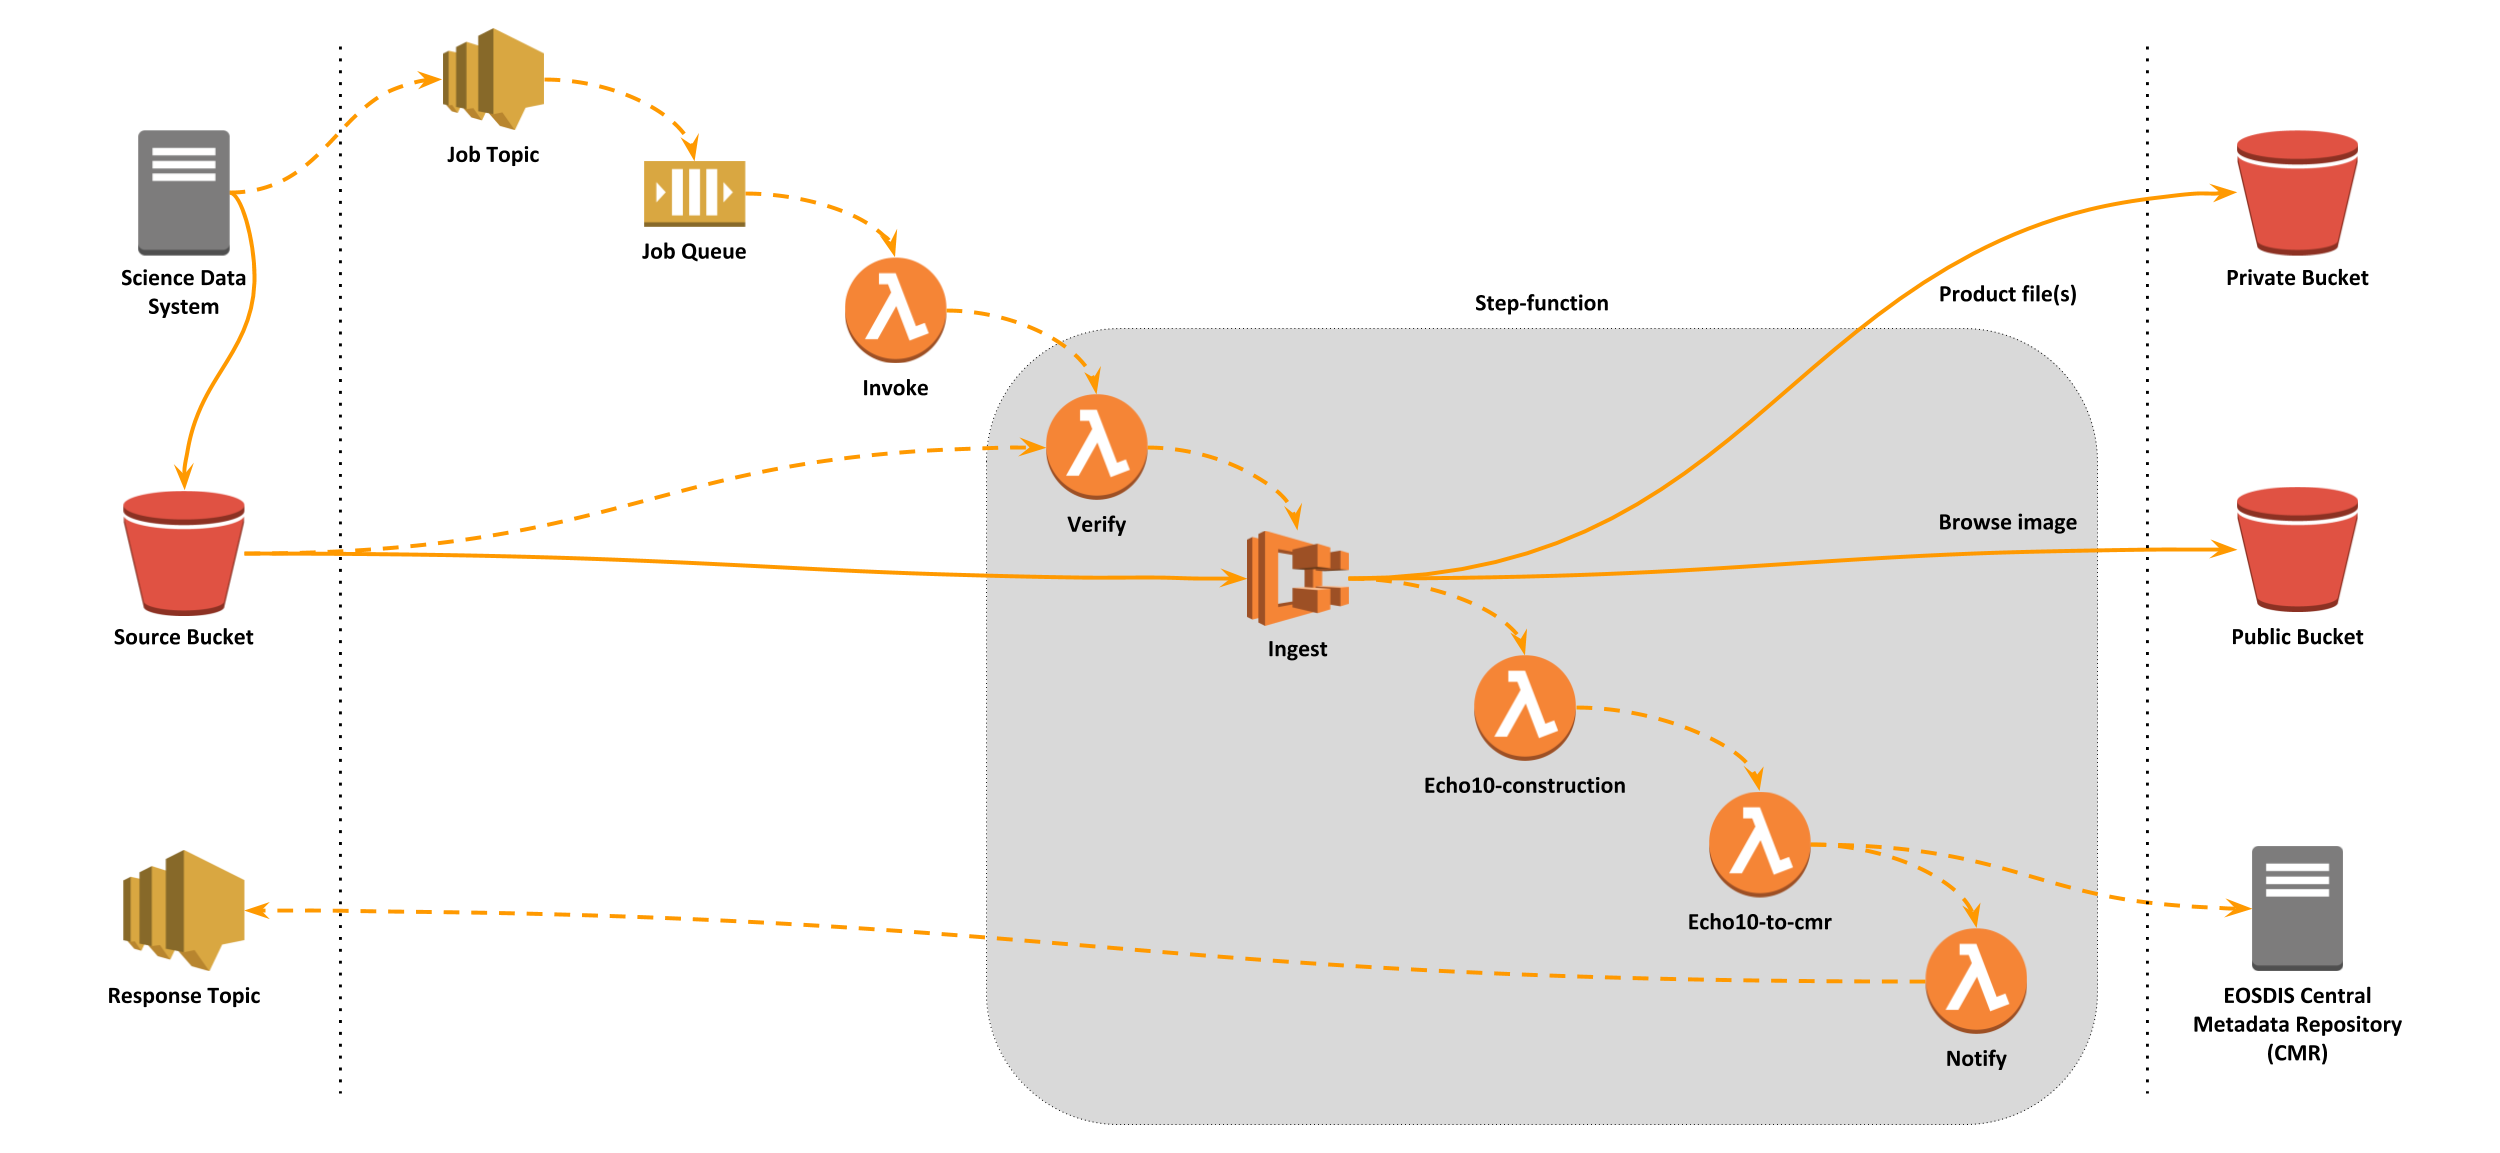 Job Topic
Job Queue
Science Data
System
Private Bucket
Product file(s)
Step-function
Invoke
Verify
Browse image
Source Bucket
Public Bucket
Ingest
Echo10-construction
Echo10-to-cmr
Response Topic
EOSDIS Central
Metadata Repository
(CMR)
Notify